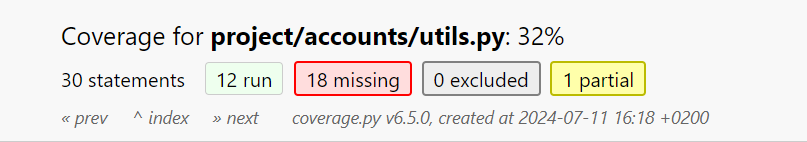 Coverage for project/accounts/utils.py: 32%
30 statements 12 run 18 missing 0 excluded 1 partial
« prev ^ index » next coverage.py v6.5.0, created at 2024-07-11 16:18 +0200